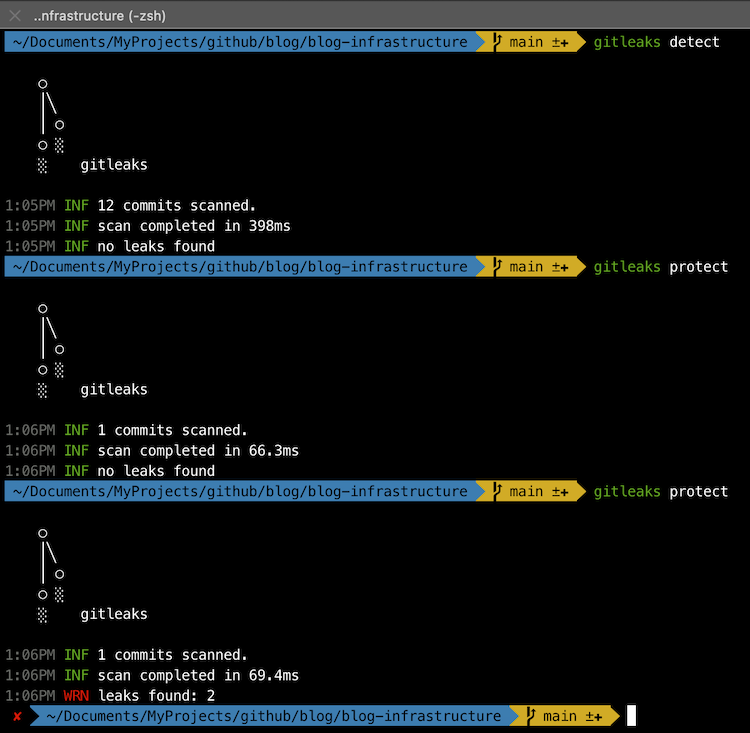 ..nfrastructure (-zsh)
~/Documents/MyProjects/github/blog/blog-infrastructure main ±+ gitleaks detect
○
│╲
│ ○
○ ░
░ gitleaks
1:05PM INF 12 commits scanned.
1:05PM INF scan completed in 398ms
1:05PM INF no leaks found
~/Documents/MyProjects/github/blog/blog-infrastructure main ±+ gitleaks protect
○
│╲
│ ○
○ ░
░ gitleaks
1:06PM INF 1 commits scanned.
1:06PM INF scan completed in 66.3ms
1:06PM INF no leaks found
~/Documents/MyProjects/github/blog/blog-infrastructure main ±+ gitleaks protect
○
│╲
│ ○
○ ░
░ gitleaks
1:06PM INF 1 commits scanned.
1:06PM INF scan completed in 69.4ms
1:06PM WRN leaks found: 2
✘ ~/Documents/MyProjects/github/blog/blog-infrastructure main ±+